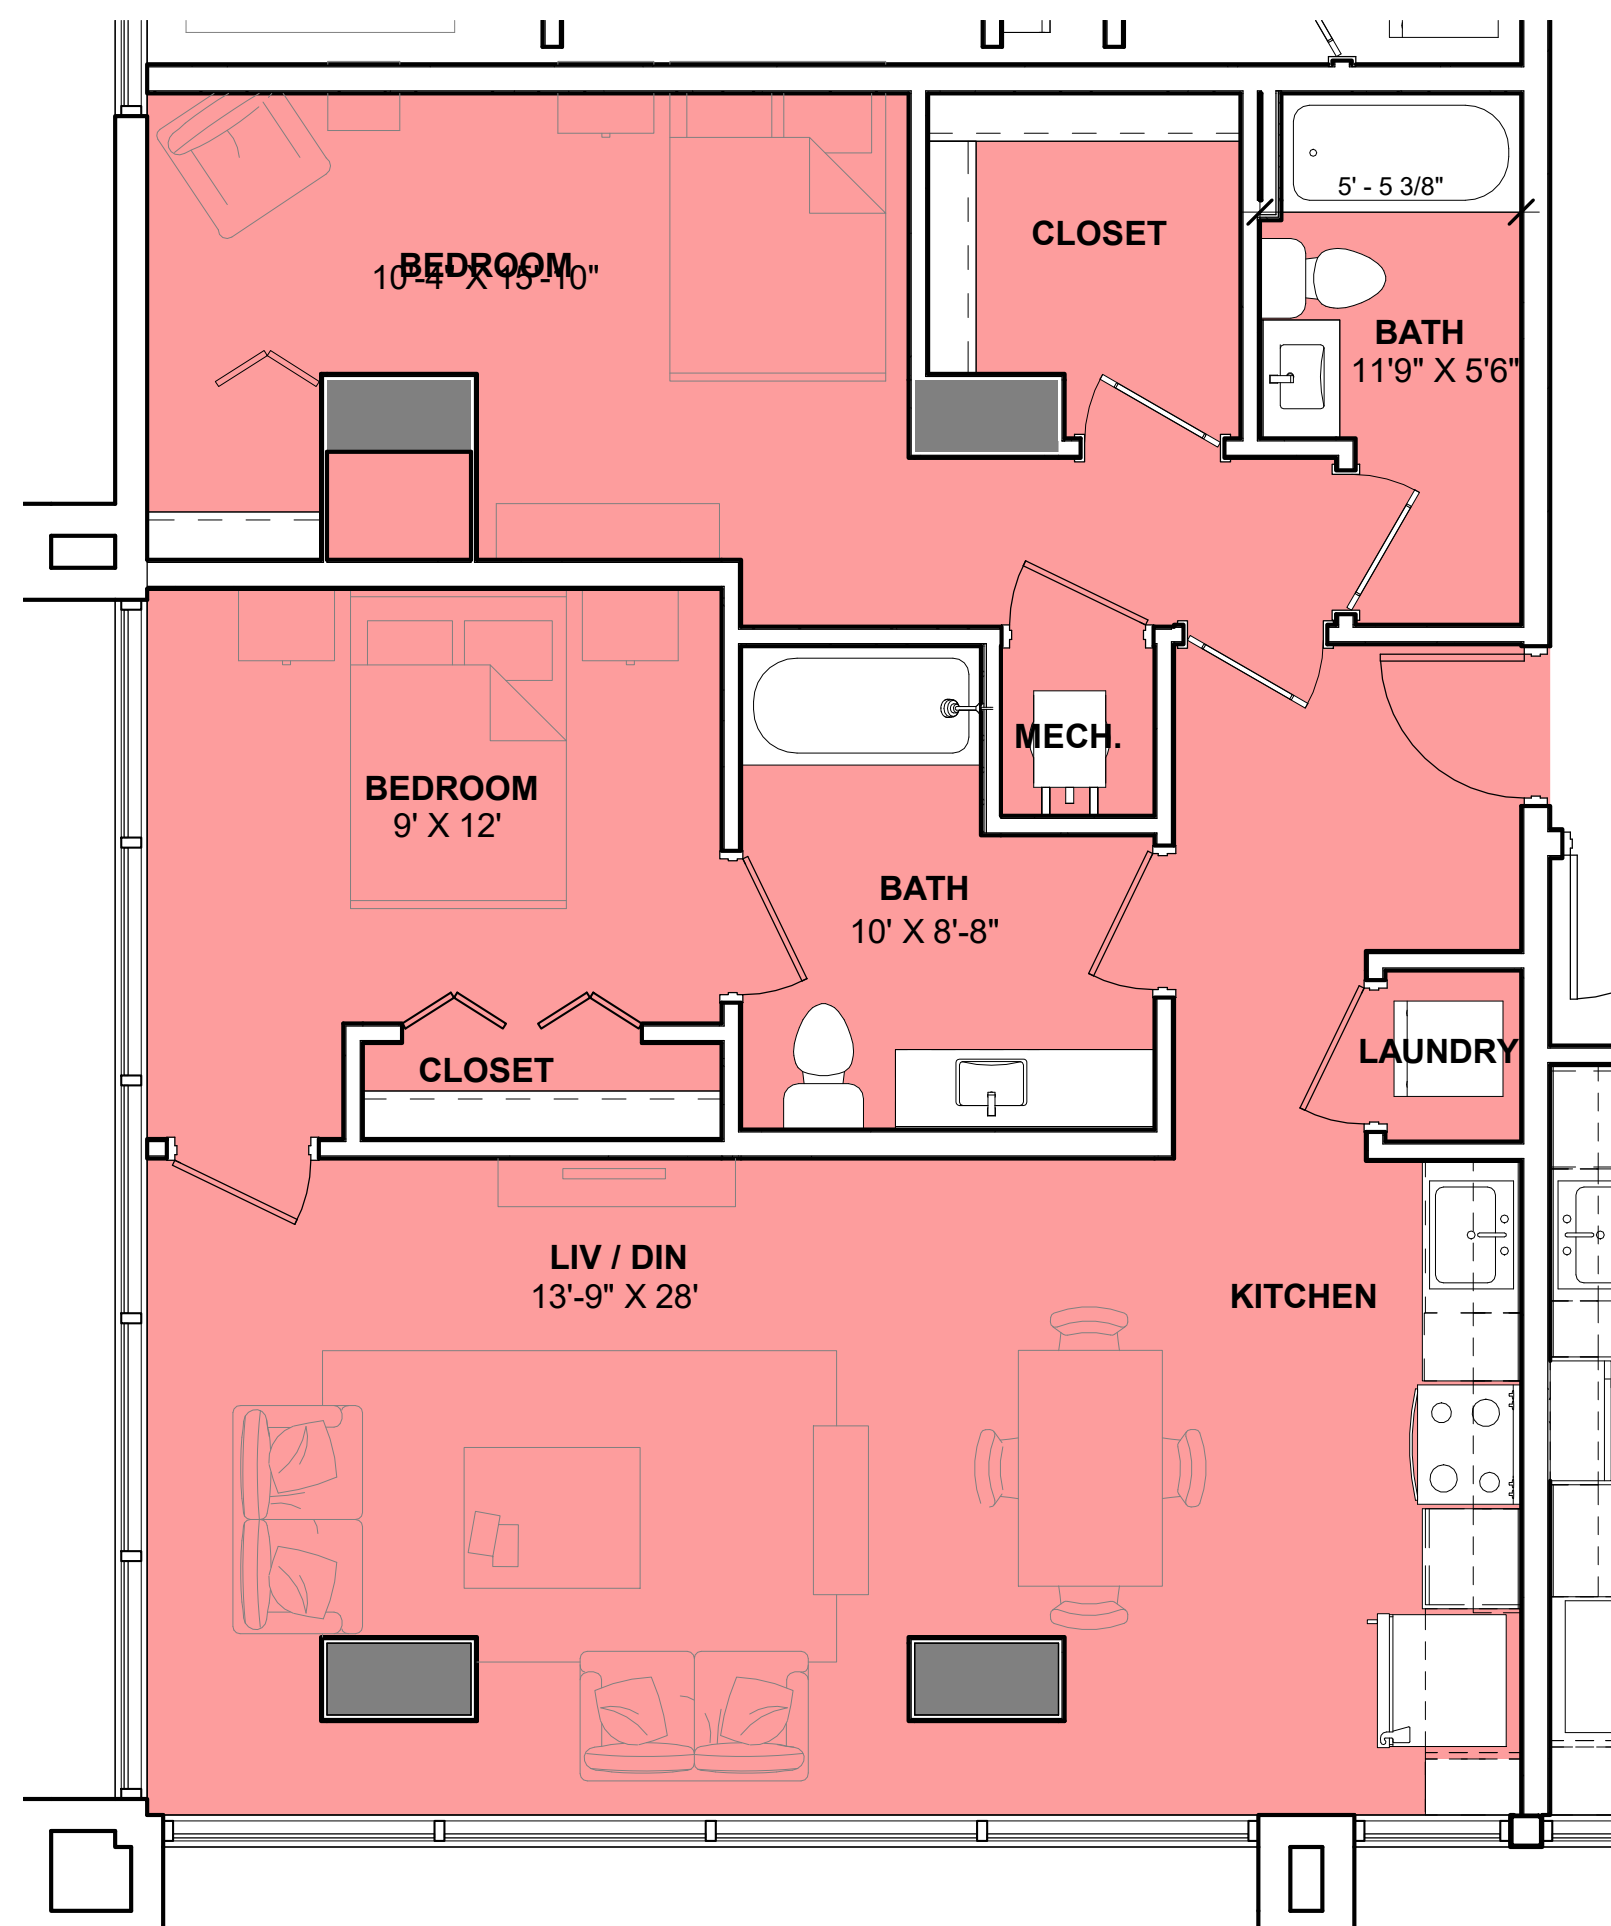 5' - 5 3/8"
CLOSET
BEDROOM
10'-4" X 15'-10"
BATH
11'9" X 5'6"
MECH.
BEDROOM
9' X 12'
BATH
10' X 8'-8"
LAUNDRY
CLOSET
LIV / DIN
13'-9" X 28'
KITCHEN